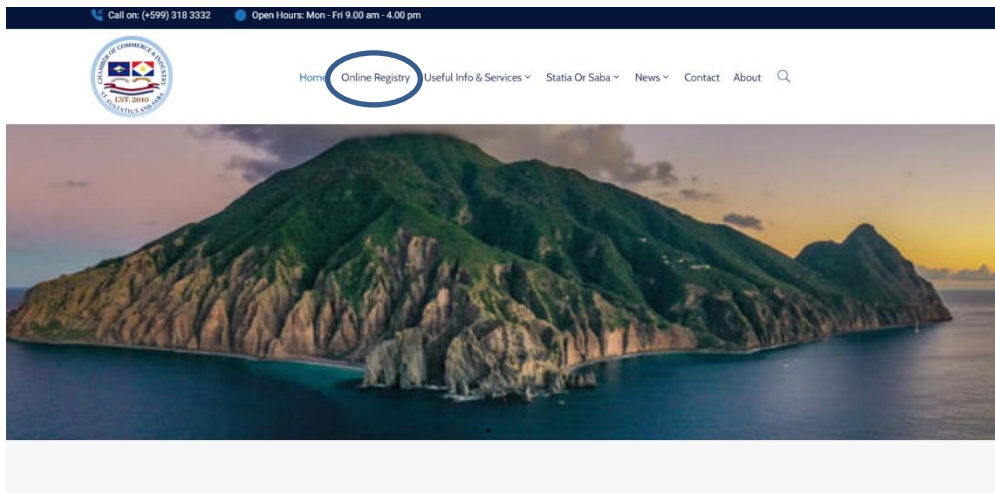 Call on: (+599) 318 3332 Open Hours: Mon - Fri 9.00 am - 4.00 pm
CHAMBER OF COMMERCE & INDUSTRY
EST. 2010
ST. EUSTATIUS AND SABA
Home Online Registry Useful Info & Services Statia Or Saba News Contact About